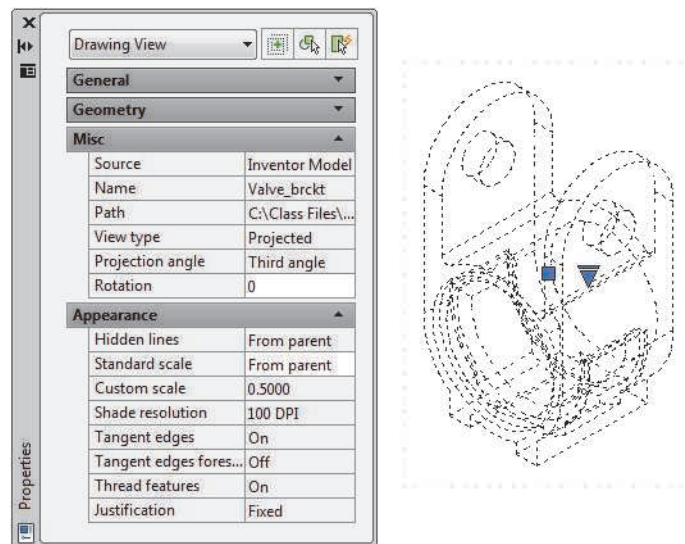 Drawing View
General
Geometry
Misc
Source Inventor Model
Name Valve_brckt
Path C:\Class Files\...
View type Projected
Projection angle Third angle
Rotation 0
Appearance
Hidden lines From parent
Standard scale From parent
Custom scale 0.5000
Shade resolution 100 DPI
Tangent edges On
Tangent edges fores... Off
Thread features On
Justification Fixed
Properties